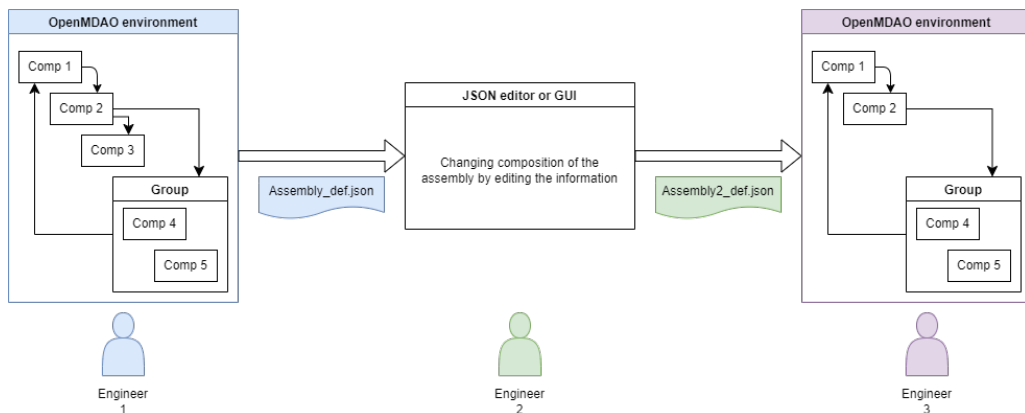 OpenMDAO environment
Comp 1
Comp 2
Comp 3
Group
Comp 4
Comp 5
Assembly_def.json
JSON editor or GUI
Changing composition of the
assembly by editing the information
Assembly2_def.json
OpenMDAO environment
Comp 1
Comp 2
Group
Comp 4
Comp 5
Engineer
1
Engineer
2
Engineer
3